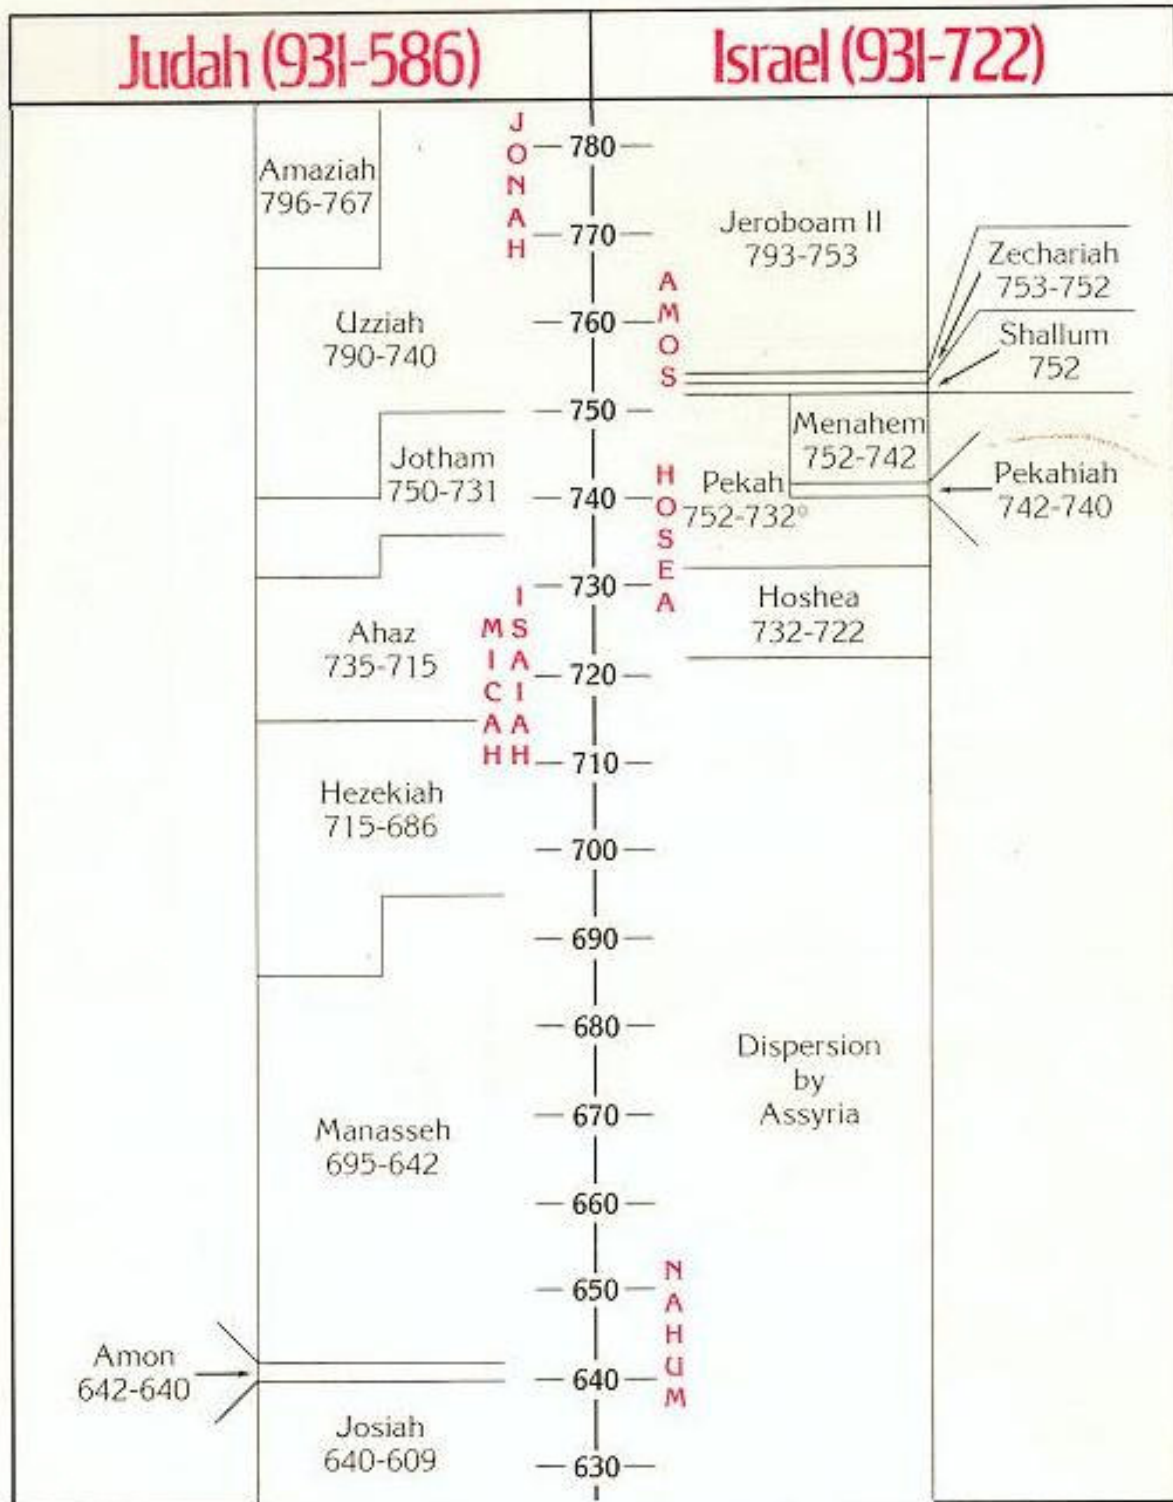 Judah (931-586)
Israel (931-722)
JONAH
Amaziah
796-767
Uzziah
790-740
Jotham
750-731
Ahaz
735-715
MICAH
ISAIAH
Hezekiah
715-686
Manasseh
695-642
Amon
642-640
Josiah
640-609
780
770
760
750
740
730
720
710
700
690
680
670
660
650
640
630
AMOS
HOSEA
NAHUM
Jeroboam II
793-753
Zechariah
753-752
Shallum
752
Menahem
752-742
Pekah
752-732°
Pekahiah
742-740
Hoshea
732-722
Dispersion
by
Assyria